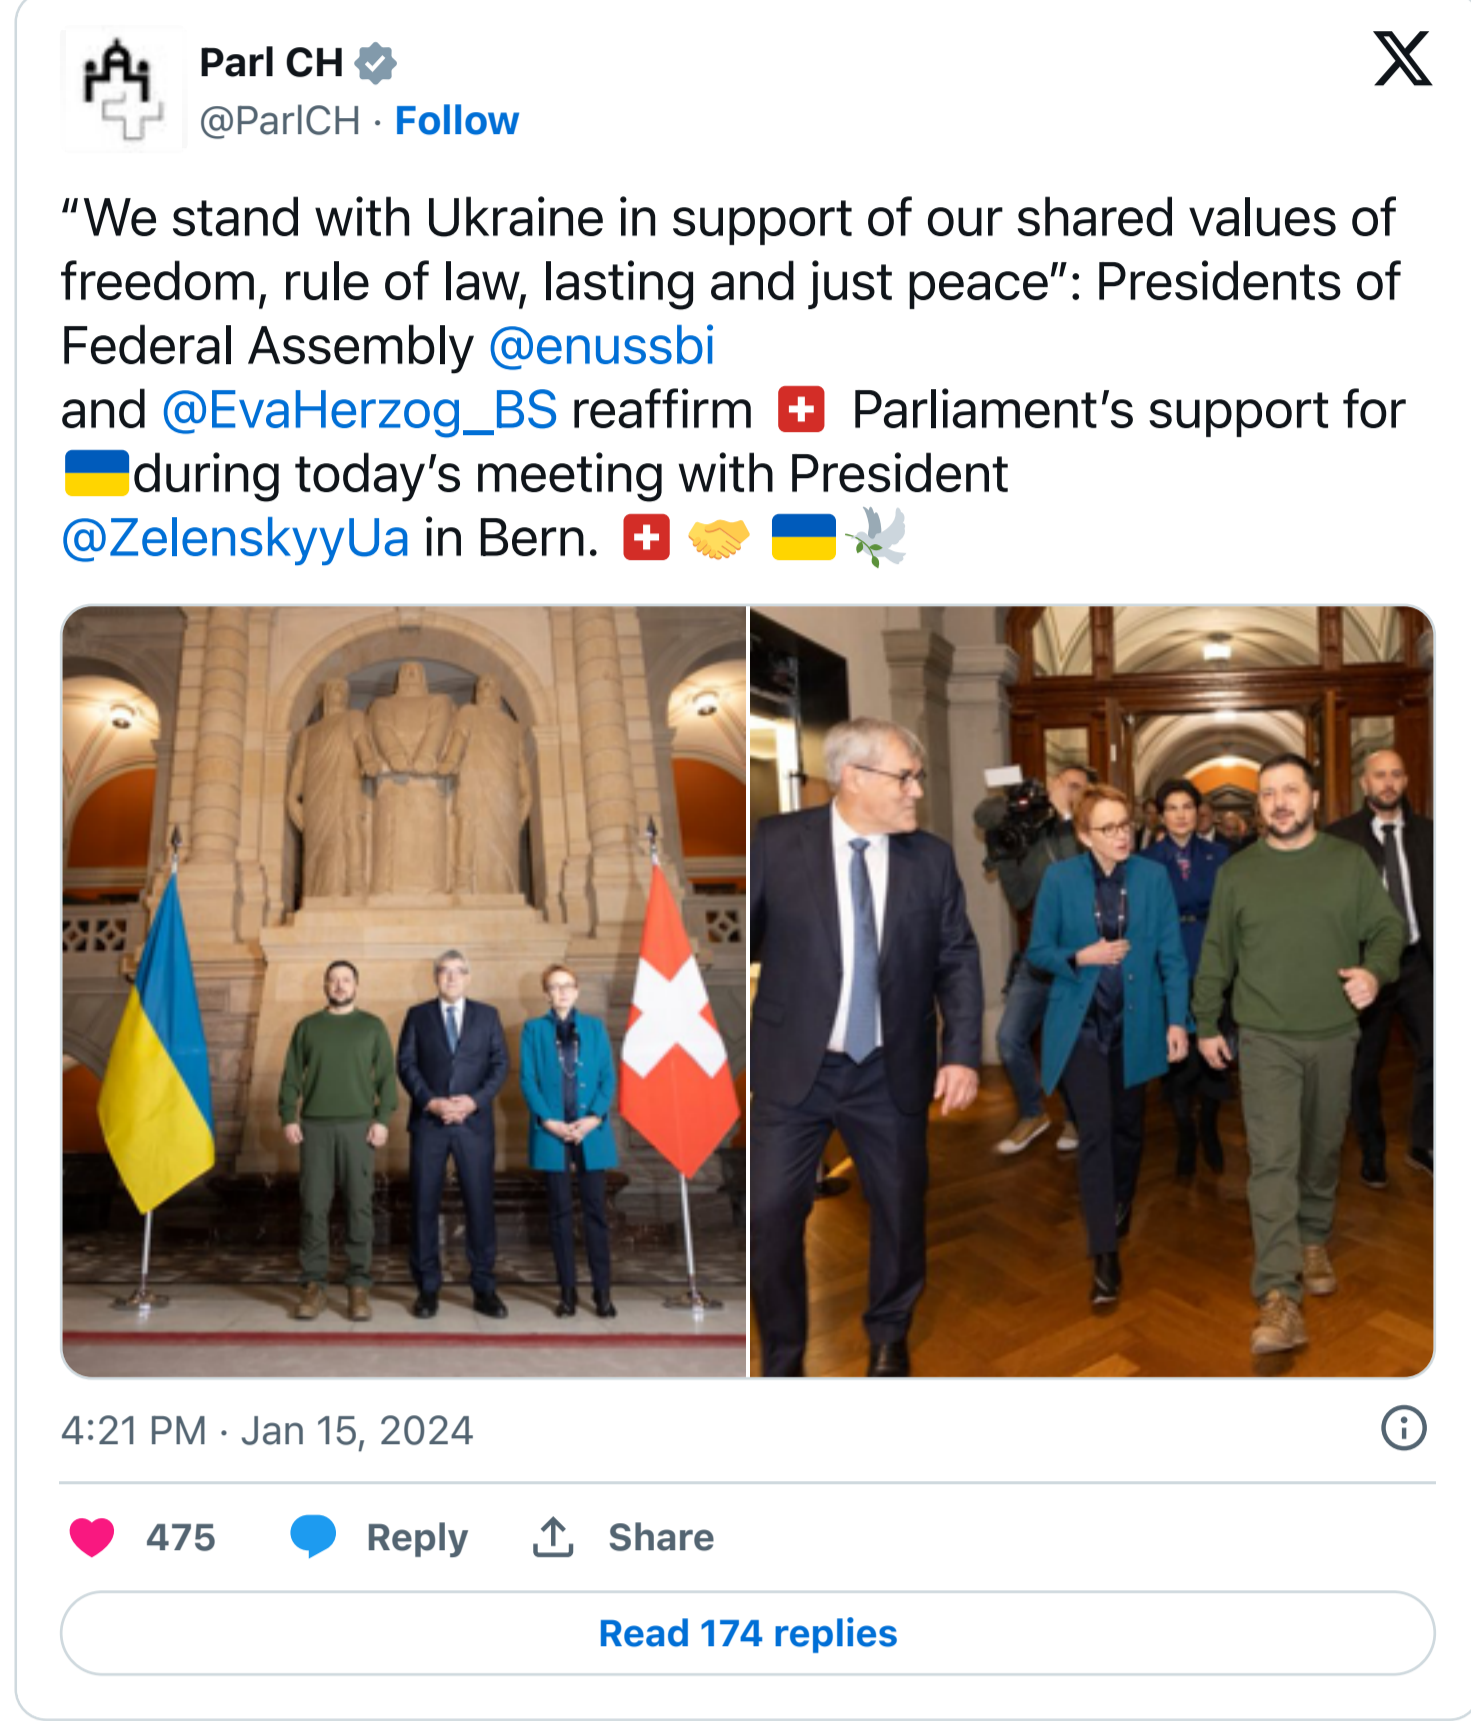 Parl CH
@ParlCH · Follow
“We stand with Ukraine in support of our shared values of
freedom, rule of law, lasting and just peace”: Presidents of
Federal Assembly @enussbi
and @EvaHerzog_BS reaffirm 🇨🇭 Parliament’s support for
🇺🇦during today’s meeting with President
@ZelenskyyUa in Bern. 🇨🇭🤝🇺🇦🕊️
4:21 PM · Jan 15, 2024
475 Reply Share
Read 174 replies